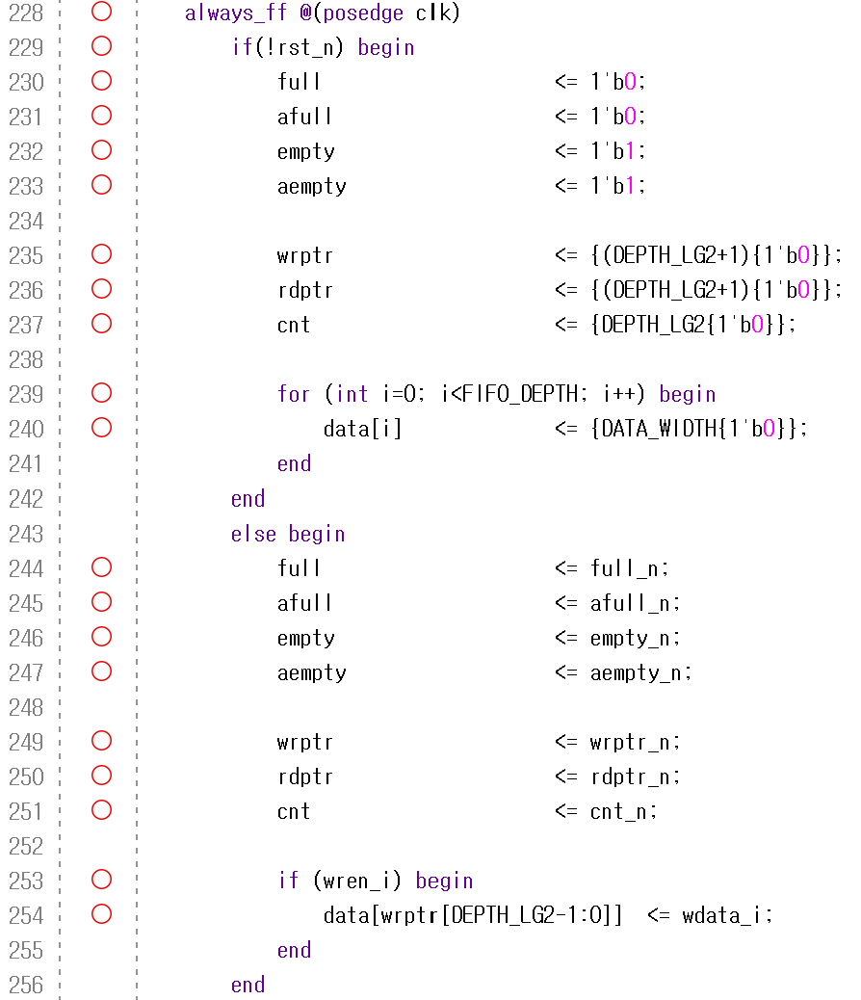 228 always_ff @(posedge clk)
229 if(!rst_n) begin
230 full <= 1'b0;
231 afull <= 1'b0;
232 empty <= 1'b1;
233 aempty <= 1'b1;
234
235 wrptr <= {(DEPTH_LG2+1){1'b0}};
236 rdptr <= {(DEPTH_LG2+1){1'b0}};
237 cnt <= {DEPTH_LG2{1'b0}};
238
239 for (int i=0; i<FIFO_DEPTH; i++) begin
240 data[i] <= {DATA_WIDTH{1'b0}};
241 end
242 end
243 else begin
244 full <= full_n;
245 afull <= afull_n;
246 empty <= empty_n;
247 aempty <= aempty_n;
248
249 wrptr <= wrptr_n;
250 rdptr <= rdptr_n;
251 cnt <= cnt_n;
252
253 if (wren_i) begin
254 data[wrptr[DEPTH_LG2-1:0]] <= wdata_i;
255 end
256 end